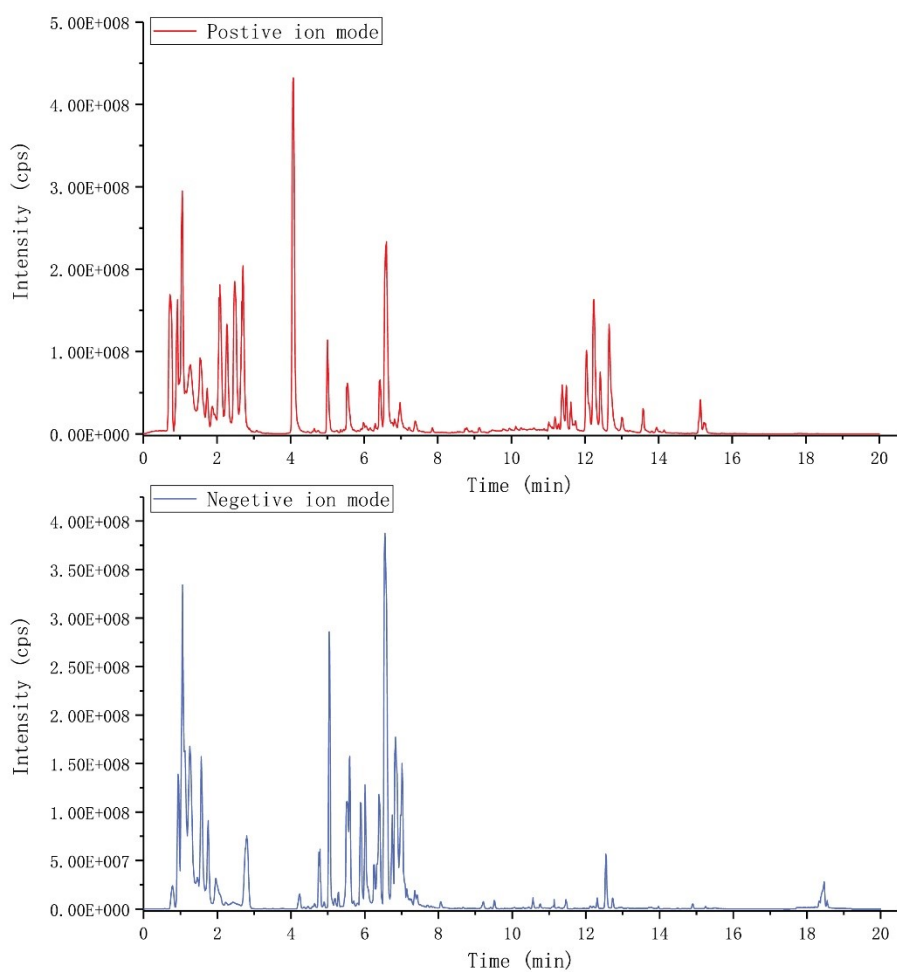 5.00E+008
Postive ion mode
4.00E+008
3.00E+008
2.00E+008
1.00E+008
0.00E+000
Intensity (cps)
0 2 4 6 8 10 12 14 16 18 20
Time (min)
Negetive ion mode
4.00E+008
3.50E+008
3.00E+008
2.50E+008
2.00E+008
1.50E+008
1.00E+008
5.00E+007
0.00E+000
Intensity (cps)
0 2 4 6 8 10 12 14 16 18 20
Time (min)